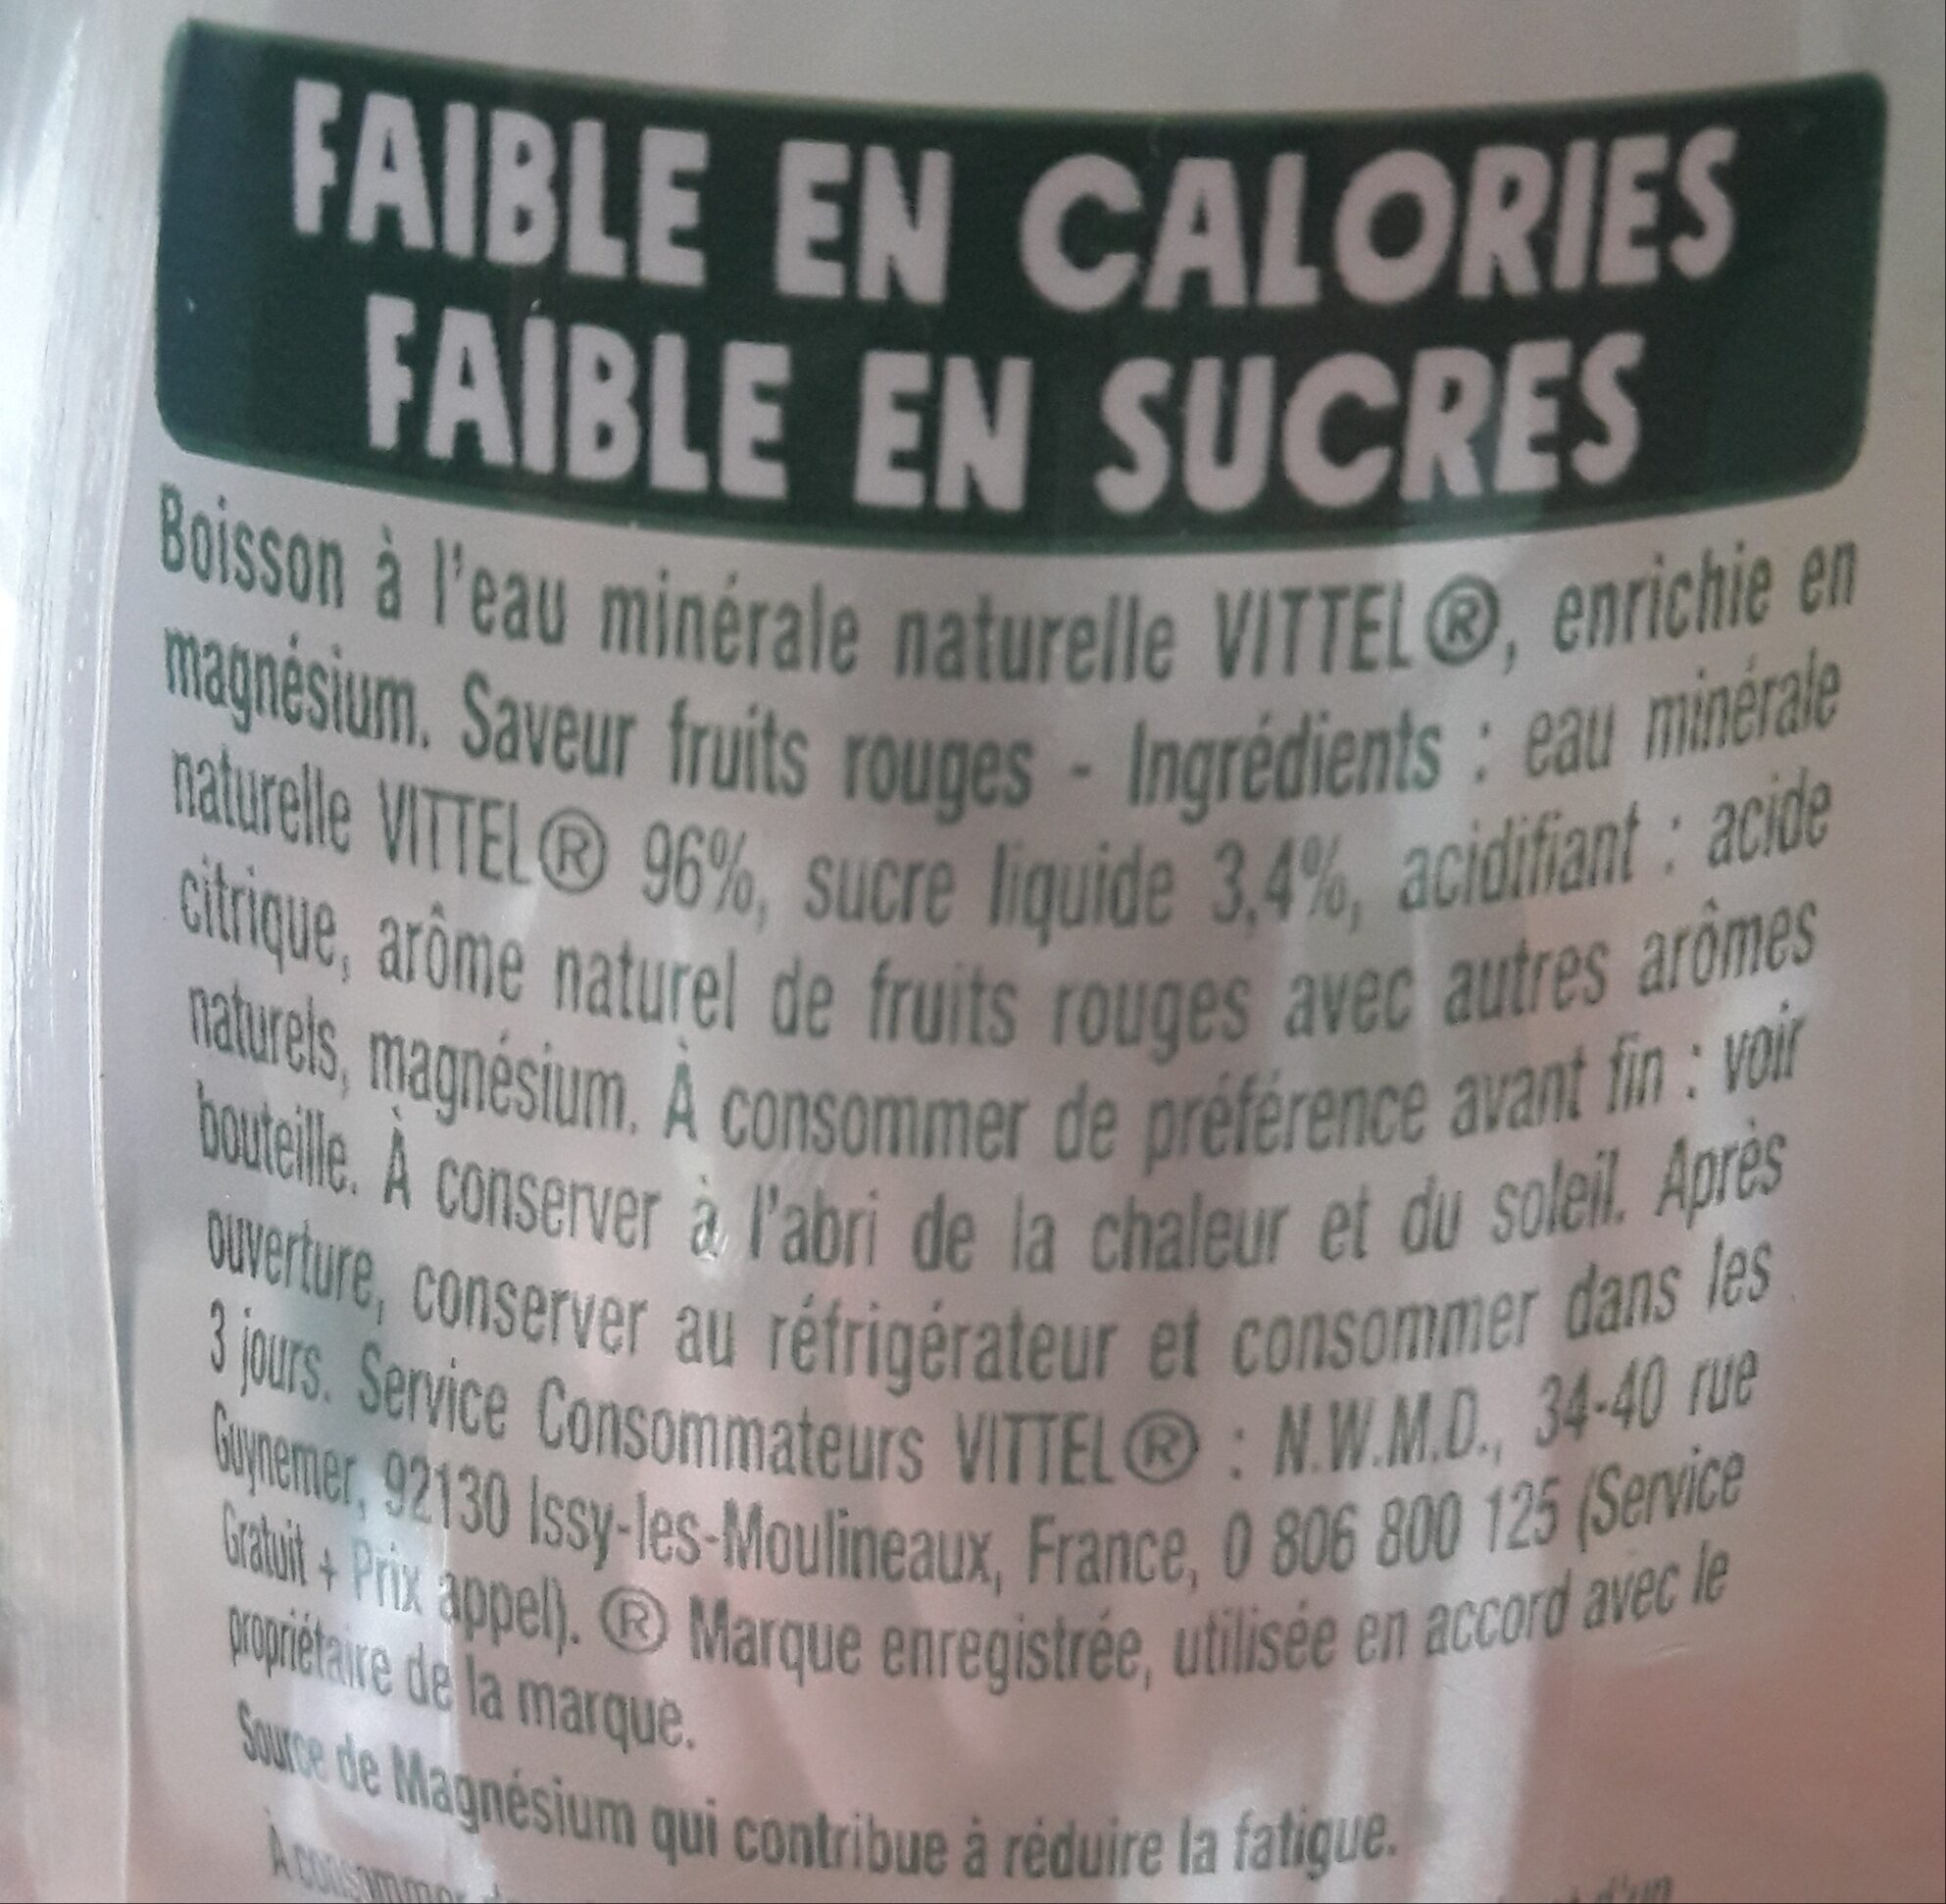 FAIBLE EN CALORIES
FAIBLE EN SUCRES
Boisson à l'eau minérale naturelle VITTEL®, enrichie en
magnésium. Saveur fruits rouges - Ingrédients : eau minérale
naturelle VITTEL® 96%, sucre liquide 3,4%, acidifiant : acide
citrique, arôme naturel de fruits rouges avec autres arômes
naturels, magnésium. À consommer de préférence avant fin : voir
bouteille. À conserver à l'abri de la chaleur et du soleil. Après
ouverture, conserver au réfrigérateur et consommer dans les
3 jours. Service Consommateurs VITTEL® : N.W.M.D., 34-40 rue
Guynemer, 92130 Issy-les-Moulineaux, France, 0 806 800 125 (Service
Gratuit + Prix appel). ® Marque enregistrée, utilisée en accord avec le
propriétaire de la marque.
Source de Magnésium qui contribue à réduire la fatigue.
À consommer d'un